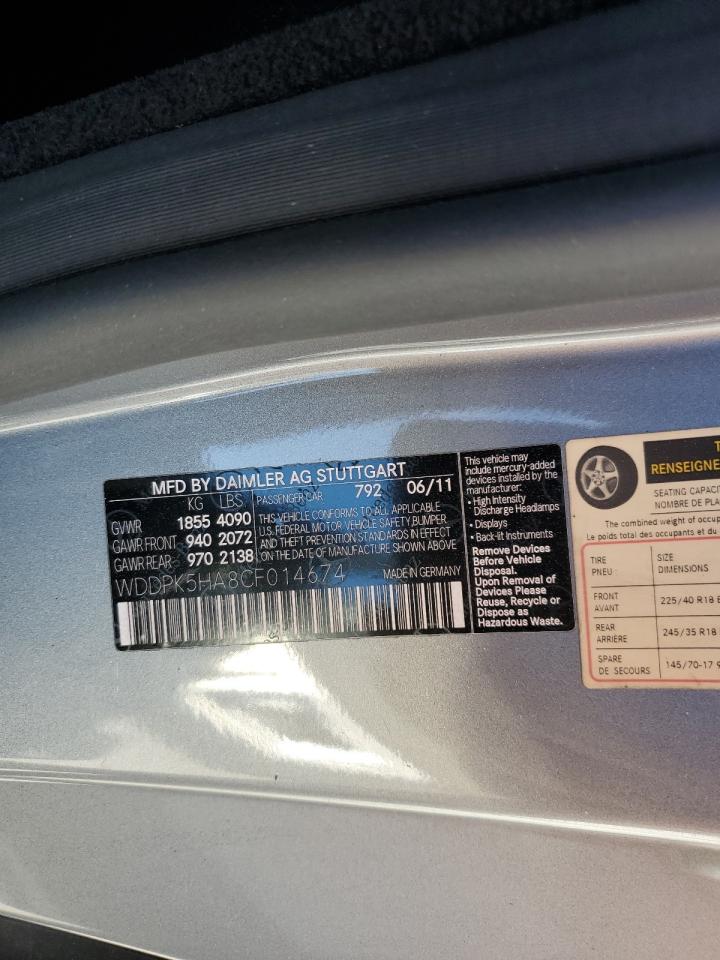 MFD BY DAIMLER AG STUTTGART
KG LBS PASSENGER CAR 792 06/11
GVWR 1855 4090
GAWR FRONT 940 2072
GAWR REAR 970 2138
THIS VEHICLE CONFORMS TO ALL APPLICABLE
U.S. FEDERAL MOTOR VEHICLE SAFETY, BUMPER
AND THEFT PREVENTION STANDARDS IN EFFECT
ON THE DATE OF MANUFACTURE SHOWN ABOVE
WDDPK5HA8CF014674 MADE IN GERMANY
This vehicle may
include mercury-added
devices installed by the
manufacturer:
• High Intensity
Discharge Headlamps
• Displays
• Back-lit Instruments
Remove Devices
Before Vehicle
Disposal.
Upon Removal of
Devices Please
Reuse, Recycle or
Dispose as
Hazardous Waste.
RENSEIGNE
SEATING CAPACI
NOMBRE DE PLA
The combined weight of occup
Le poids total des occupants et du
TIRE SIZE
PNEU DIMENSIONS
FRONT
AVANT 225/40 R18
REAR
ARRIÈRE 245/35 R18
SPARE
DE SECOURS 145/70-17 9